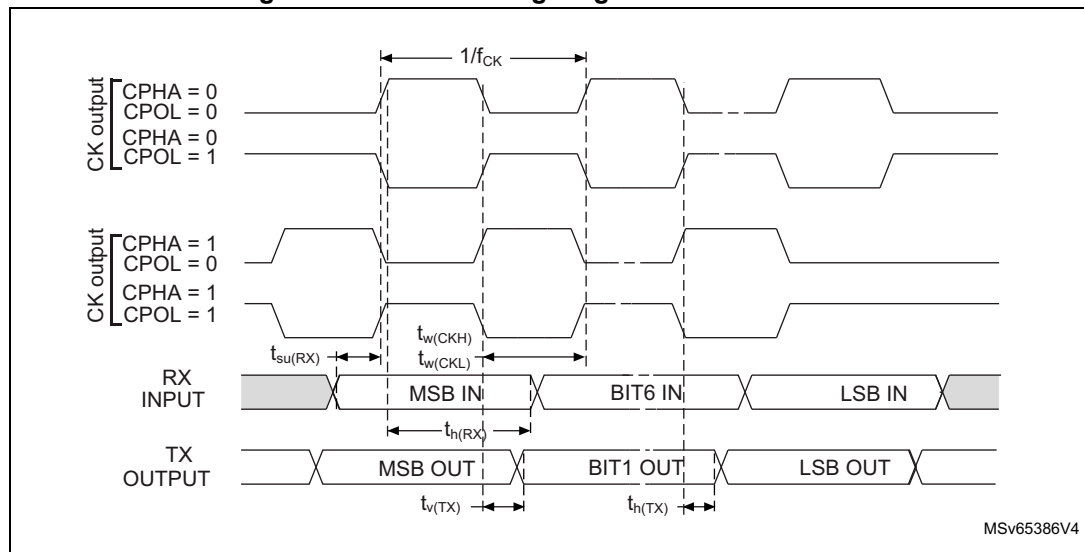 1/fCK
CK output
CPHA = 0
CPOL = 0
CPHA = 0
CPOL = 1
CK output
CPHA = 1
CPOL = 0
CPHA = 1
CPOL = 1
tw(CKH)
tsu(RX)
tw(CKL)
RX
INPUT
MSB IN
BIT6 IN
LSB IN
th(RX)
TX
OUTPUT
MSB OUT
BIT1 OUT
LSB OUT
tv(TX)
th(TX)
MSv65386V4